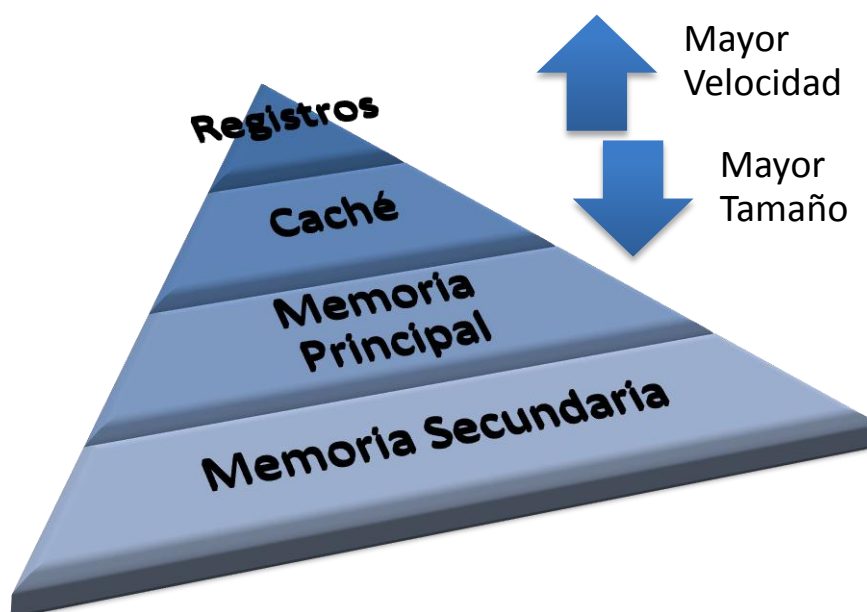 Mayor
Velocidad
Registros
Mayor
Tamaño
Caché
Memoria
Principal
Memoria Secundaria